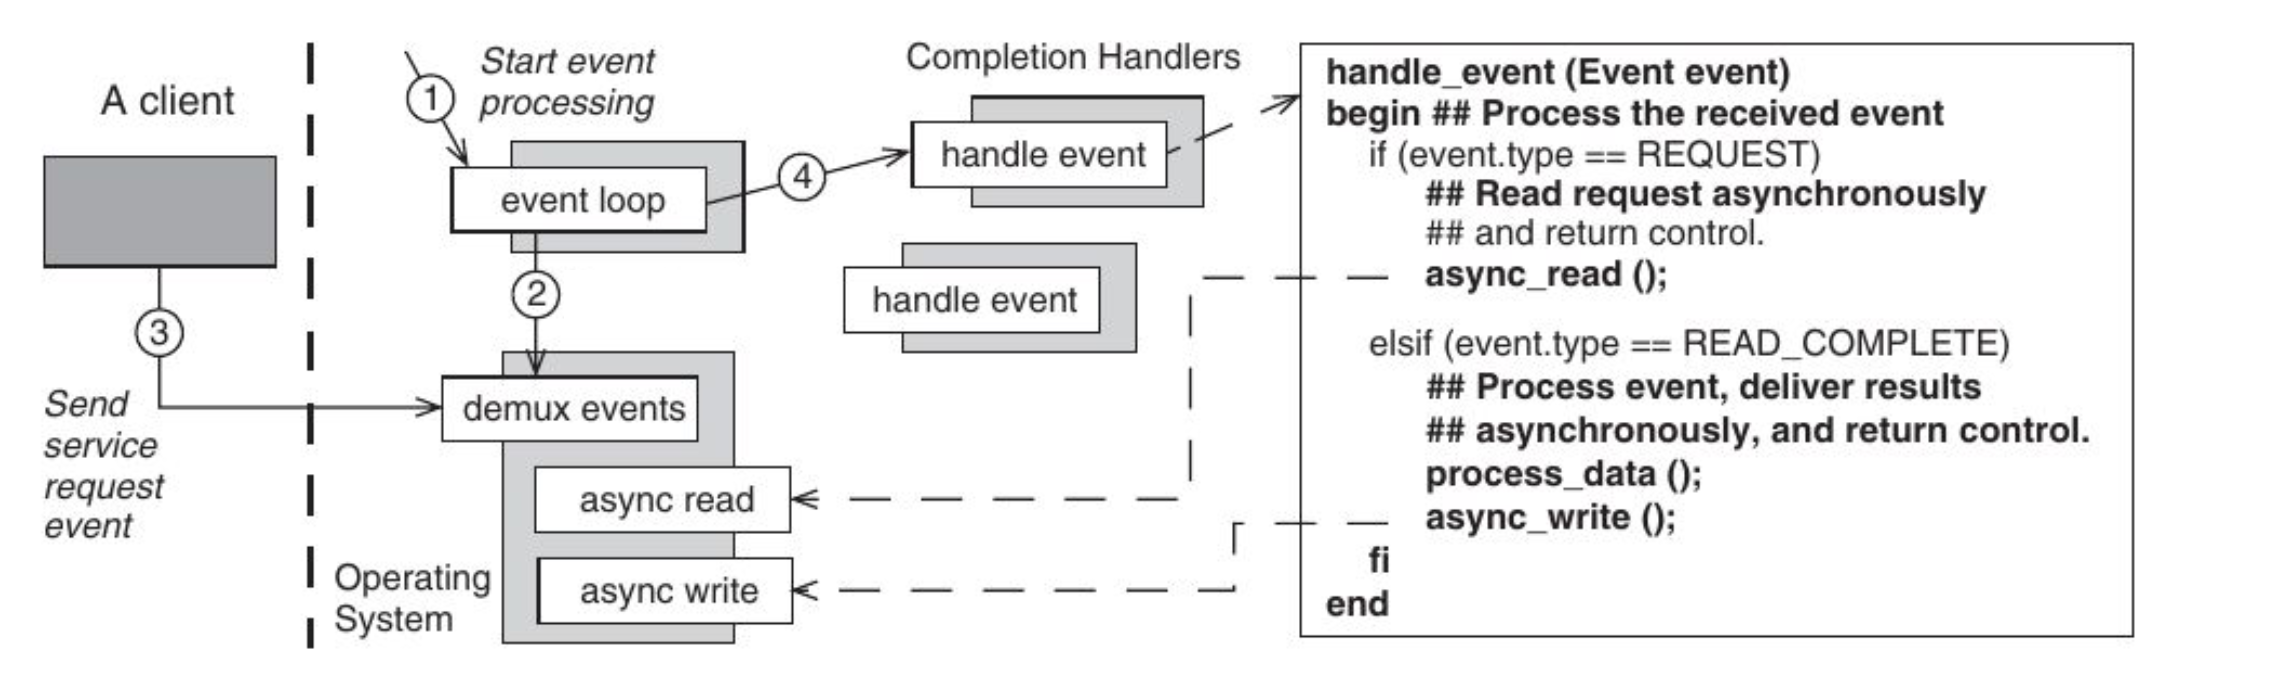 A client
3
Send
service
request
event
1
Start event
processing
event loop
2
demux events
async read
async write
Operating
System
4
Completion Handlers
handle event
handle event
handle_event (Event event)
begin ## Process the received event
if (event.type == REQUEST)
## Read request asynchronously
## and return control.
async_read ();
elsif (event.type == READ_COMPLETE)
## Process event, deliver results
## asynchronously, and return control.
process_data ();
async_write ();
fi
end